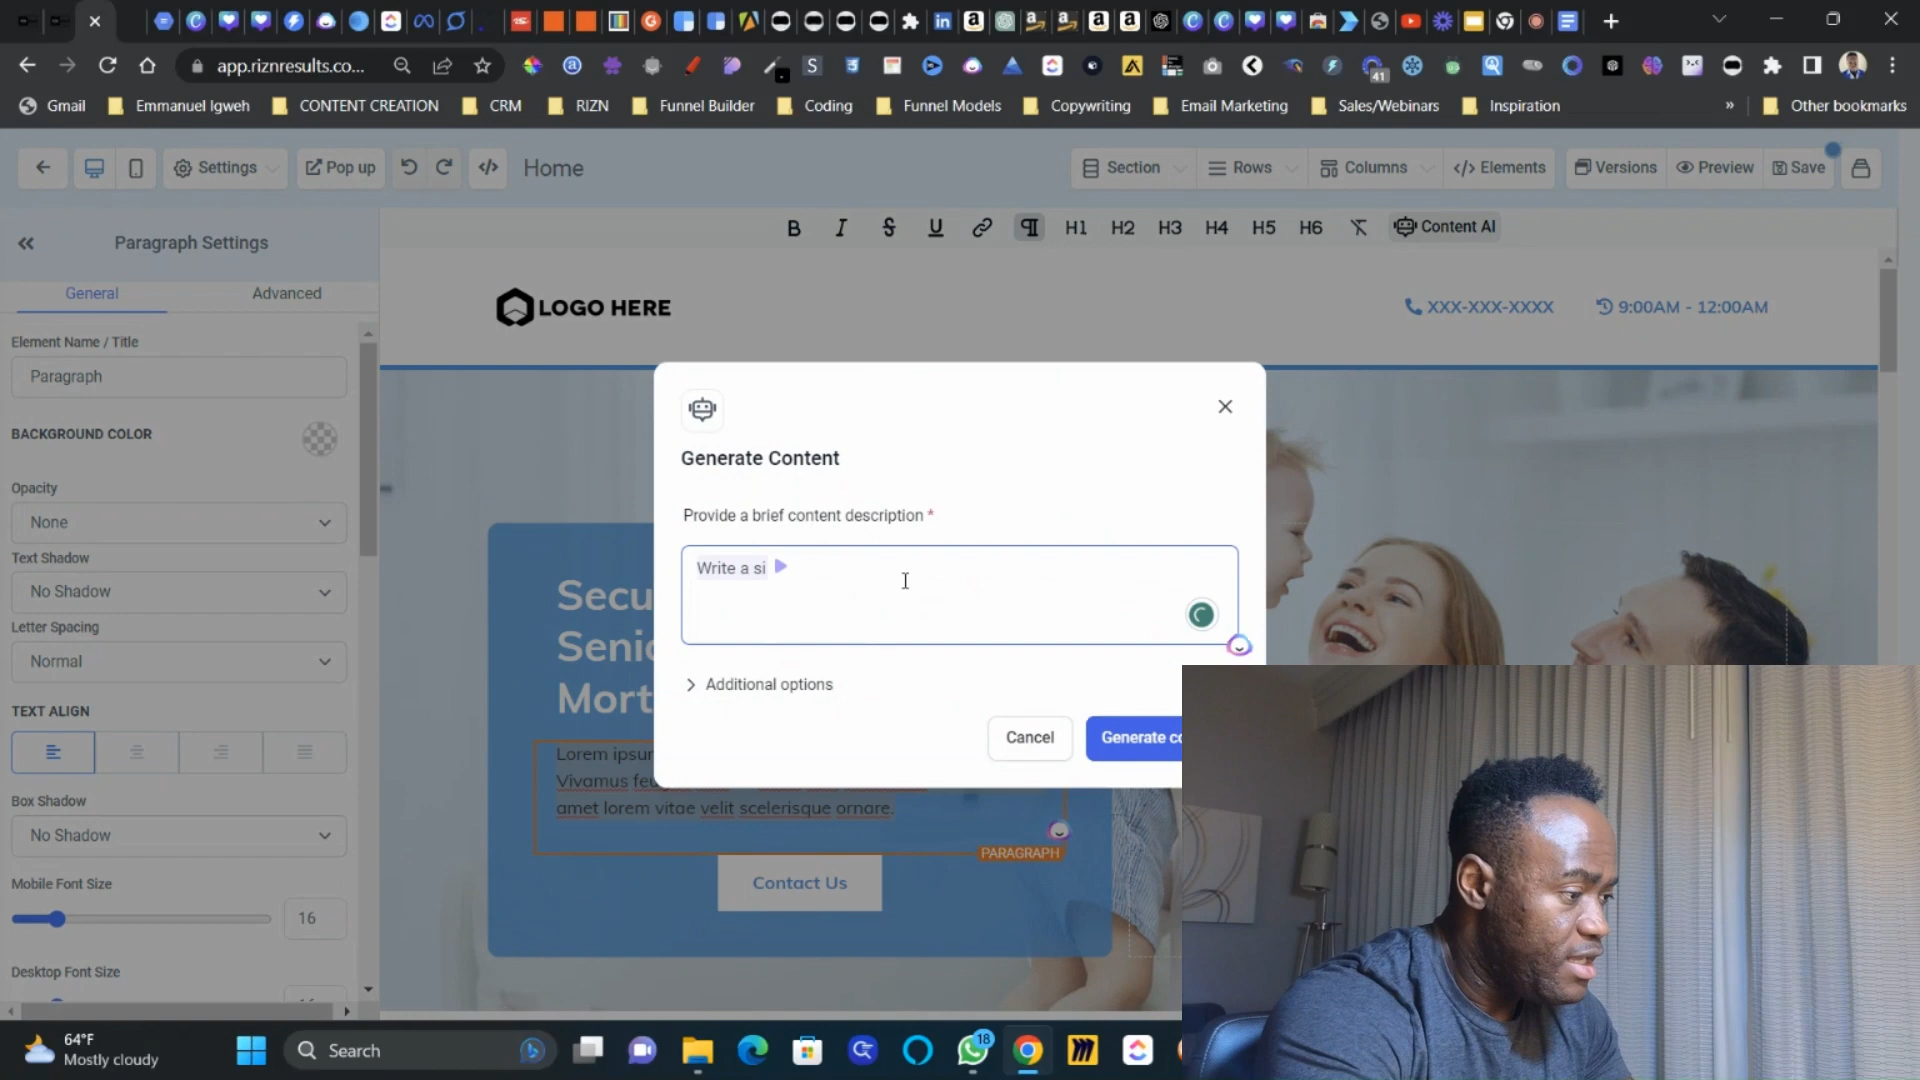 app.riznresults.co...
41
Gmail
Emmanuel Igweh
CONTENT CREATION
CRM
RIZN
Funnel Builder
Coding
Funnel Models
Copywriting
Email Marketing
Sales/Webinars
Inspiration
»
Other bookmarks
Settings
Pop up
Home
Section
Rows
Columns
Elements
Versions
Preview
Save
Paragraph Settings
B I S U H1 H2 H3 H4 H5 H6 Content AI
General
Advanced
LOGO HERE
XXX-XXX-XXXX
9:00AM - 12:00AM
Element Name / Title
Paragraph
BACKGROUND COLOR
Opacity
None
Text Shadow
No Shadow
Letter Spacing
Normal
TEXT ALIGN
Box Shadow
No Shadow
Mobile Font Size
16
Desktop Font Size
Generate Content
Provide a brief content description *
Write a si
Additional options
Cancel
Generate co
Secu
Senio
Mort
Lorem ipsum
Vivamus feu
amet lorem vitae velit scelerisque ornare.
PARAGRAPH
Contact Us
64°F
Mostly cloudy
Search
18